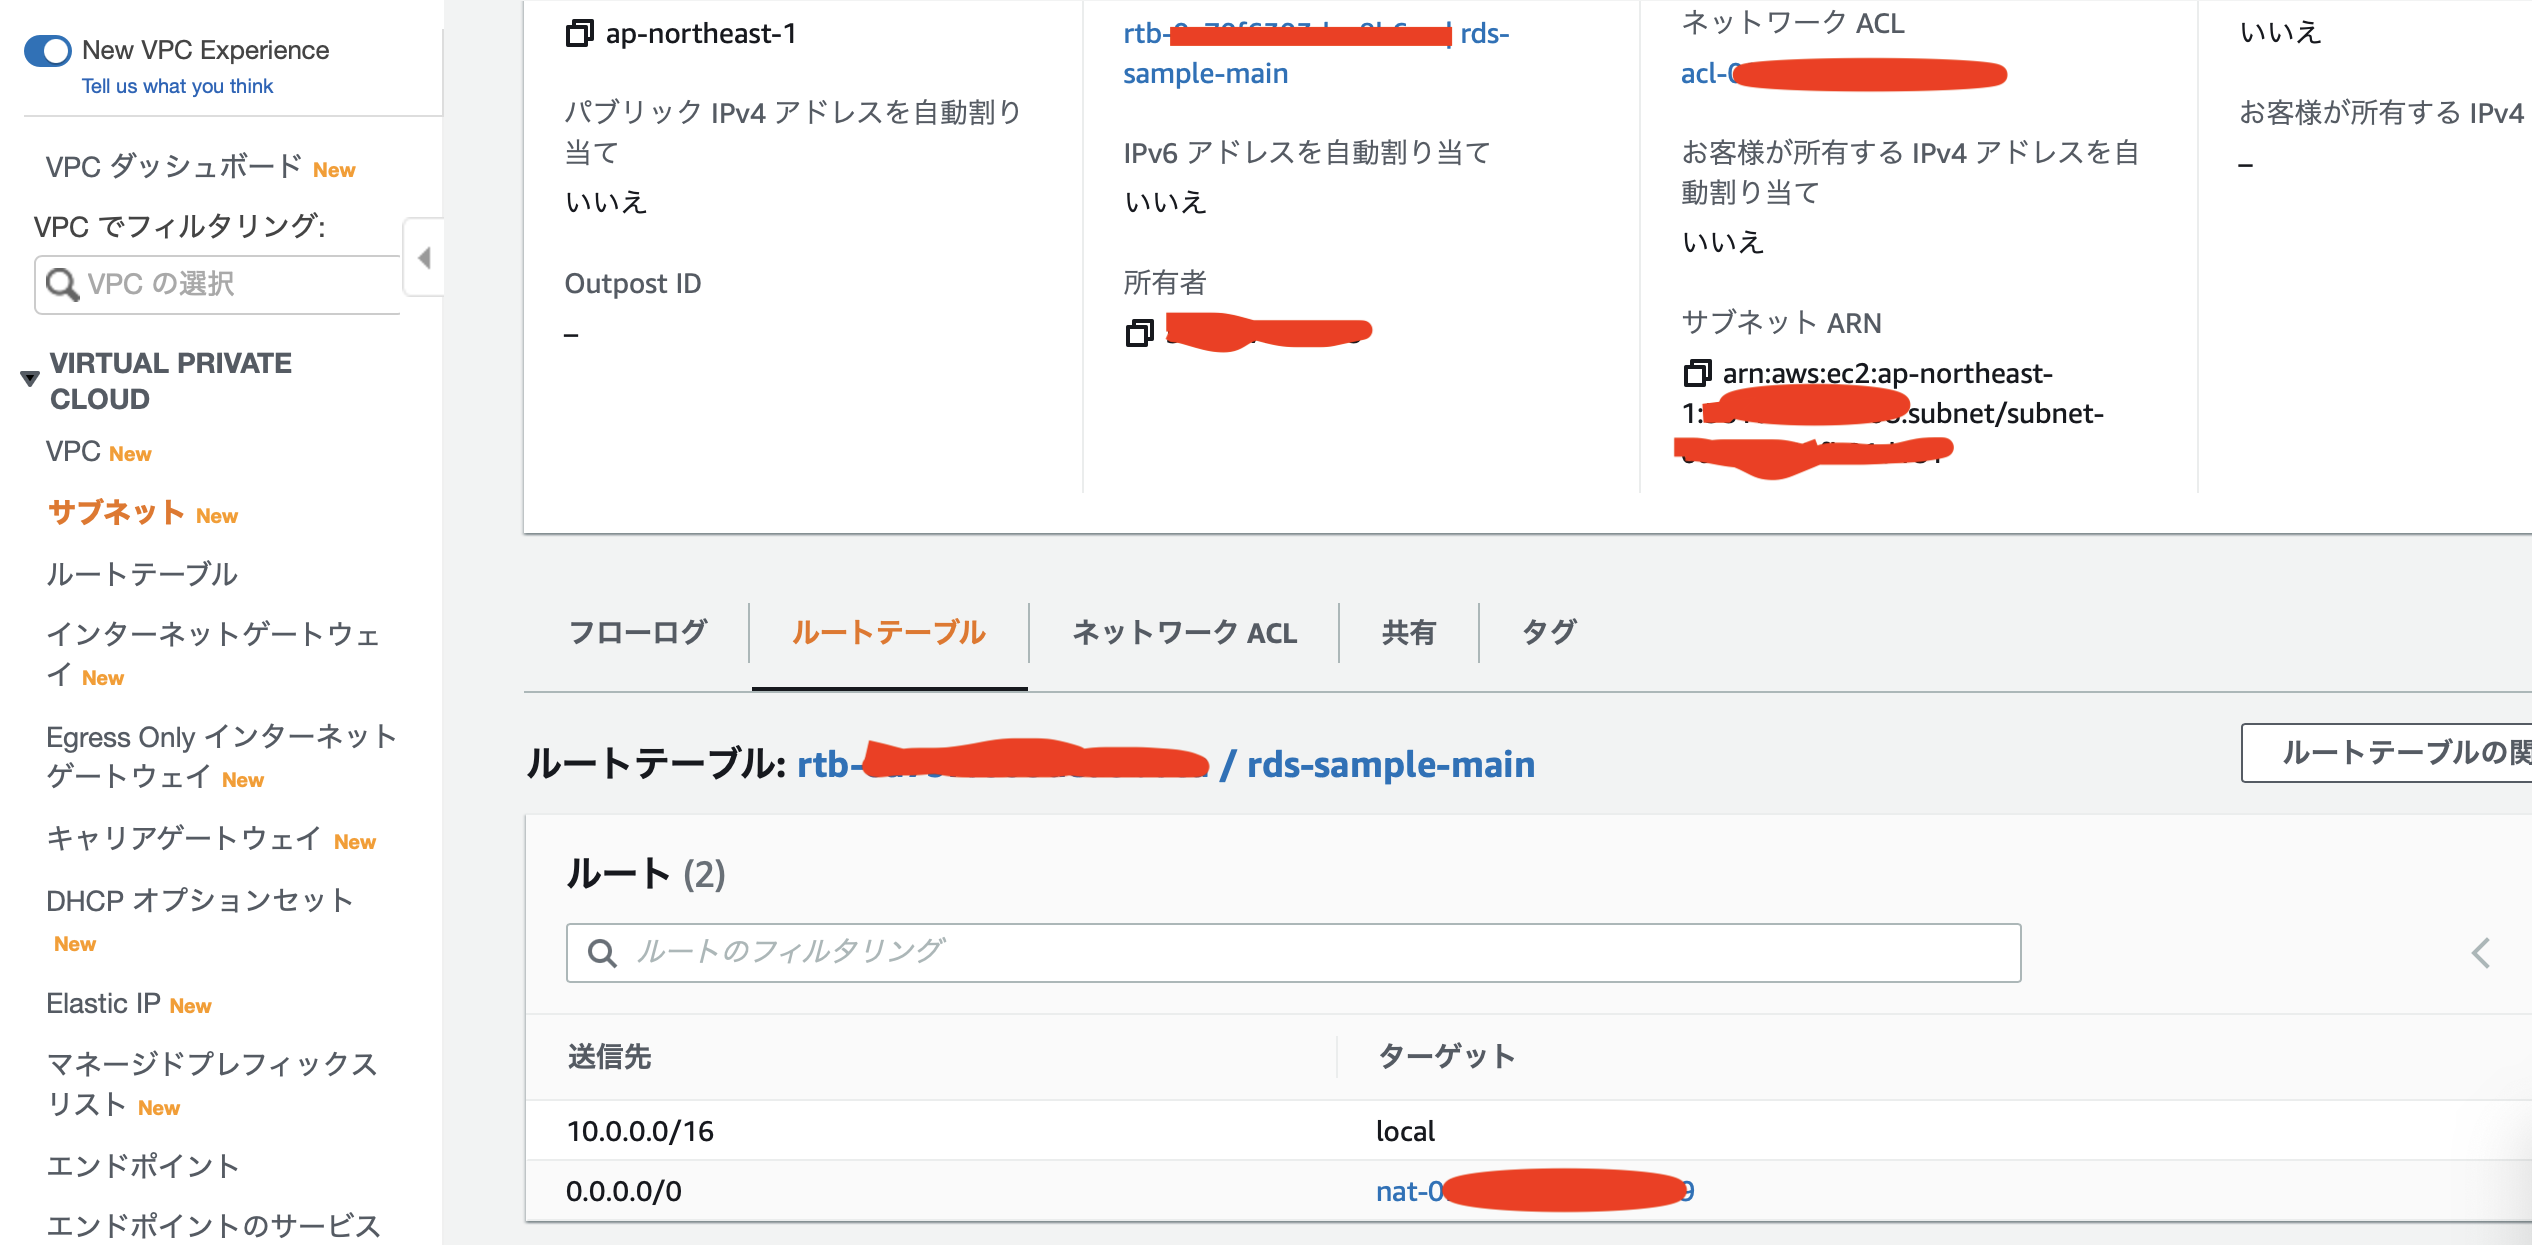 New VPC Experience
Tell us what you think
VPC ダッシュボード New
VPC でフィルタリング:
VPC の選択
VIRTUAL PRIVATE
CLOUD
VPC New
サブネット New
ルートテーブル
インターネットゲートウェ
イ New
Egress Only インターネット
ゲートウェイ New
キャリアゲートウェイ New
DHCP オプションセット
New
Elastic IP New
マネージドプレフィックス
リスト New
エンドポイント
エンドポイントのサービス
ap-northeast-1
パブリック IPv4 アドレスを自動割り
当て
いいえ
Outpost ID
–
rtb- rds-
sample-main
IPv6 アドレスを自動割り当て
いいえ
所有者
ネットワーク ACL
acl-0
お客様が所有する IPv4 アドレスを自
動割り当て
いいえ
サブネット ARN
arn:aws:ec2:ap-northeast-
1: :subnet/subnet-
いいえ
お客様が所有する IPv4
–
フローログ
ルートテーブル
ネットワーク ACL
共有
タグ
ルートテーブル: rtb- / rds-sample-main
ルートテーブルの関
ルート (2)
ルートのフィルタリング
送信先 ターゲット
10.0.0.0/16 local
0.0.0.0/0 nat-0 9